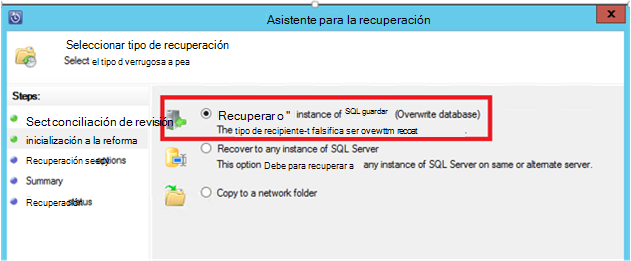 Asistente para la recuperación
x
Seleccionar tipo de recuperación
Select el tipo d verrugosa a pea
Steps:
Sect conciliación de revisión
inicialización a la reforma
Recuperación options
Summary
Recuperación status
Recuperar o " instance of SQL guardar (Overwrite database)
The tipo de recipiente-t falsifica ser ovewttm recoat .
Recover to any instance of SQL Server
This option Debe para recuperar a any instance of SQL Server on same or alternate server.
Copy to a network folder